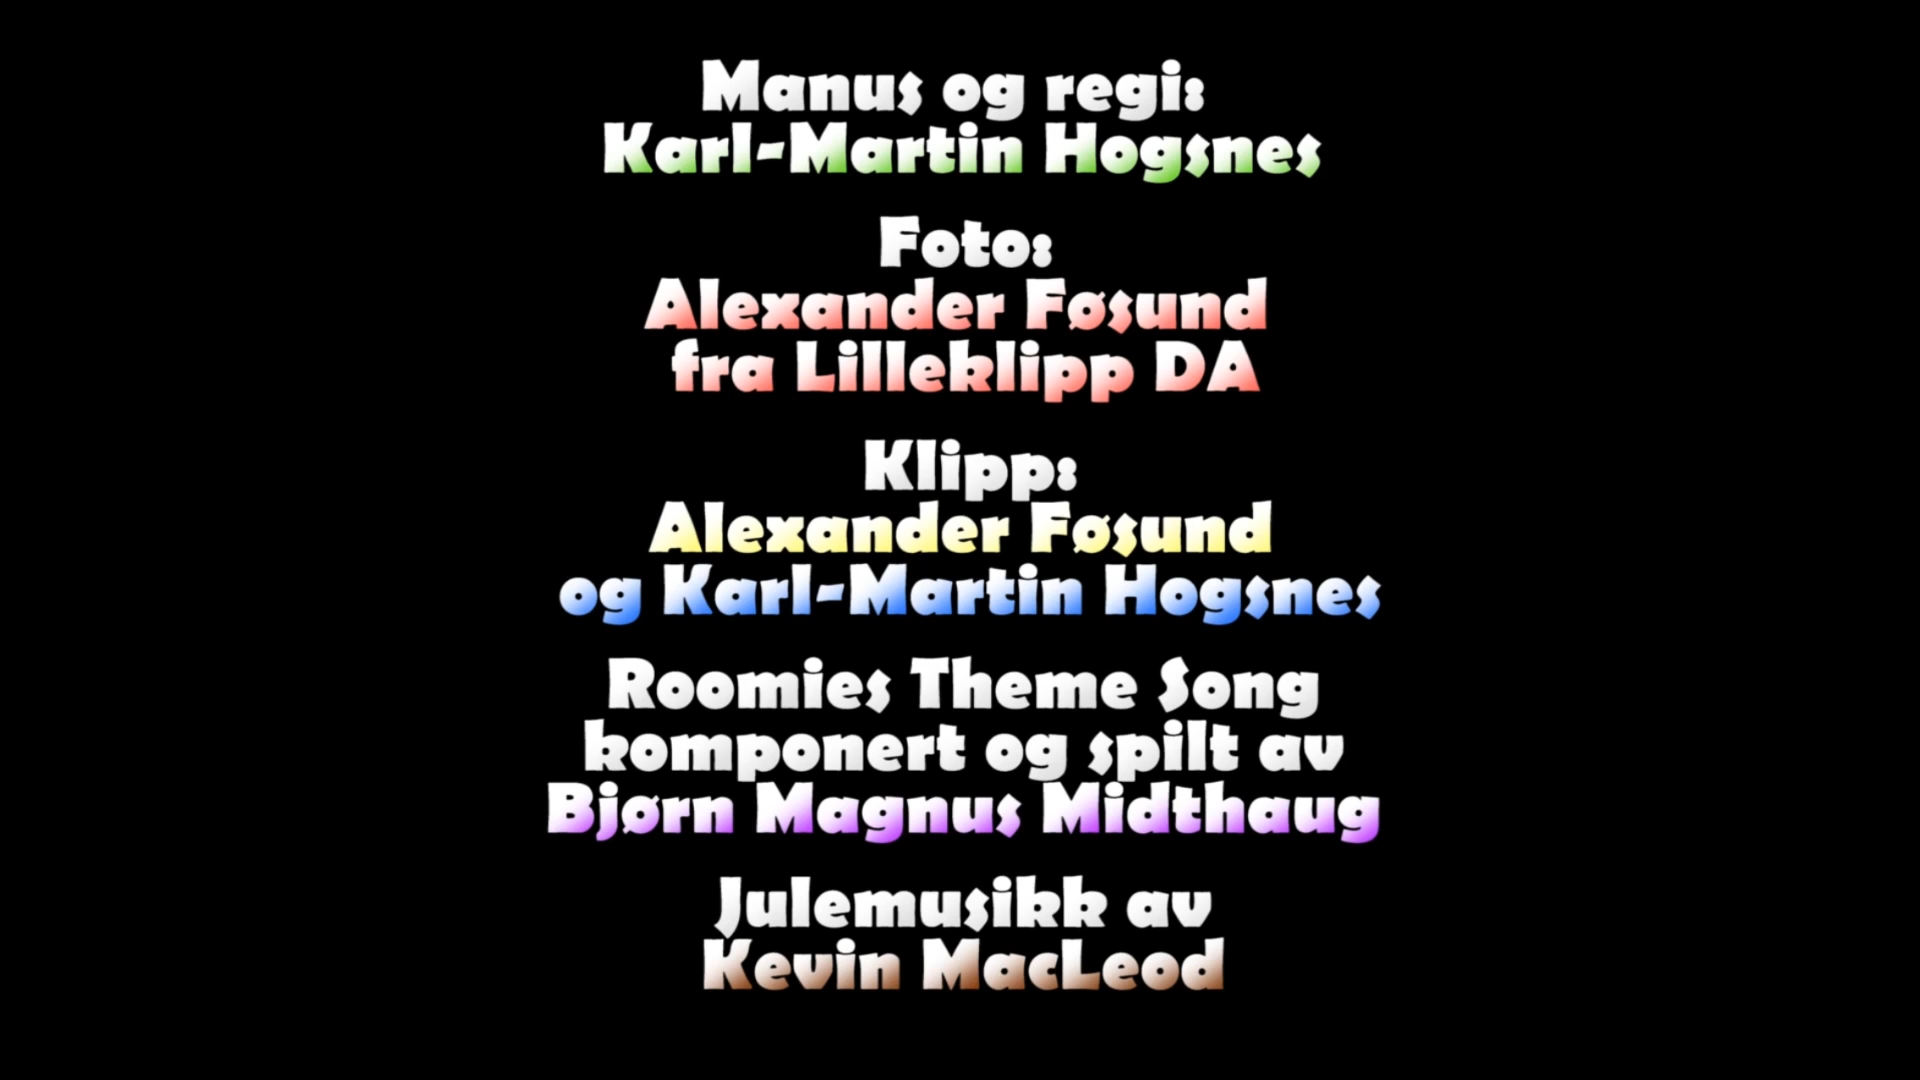 Manus og regi:
Karl-Martin Hogsnes
Foto:
Alexander Føsund
fra Lilleklipp DA
Klipp:
Alexander Føsund
og Karl-Martin Hogsnes
Roomies Theme Song
komponert og spilt av
Bjørn Magnus Midthaug
Julemusikk av
Kevin MacLeod